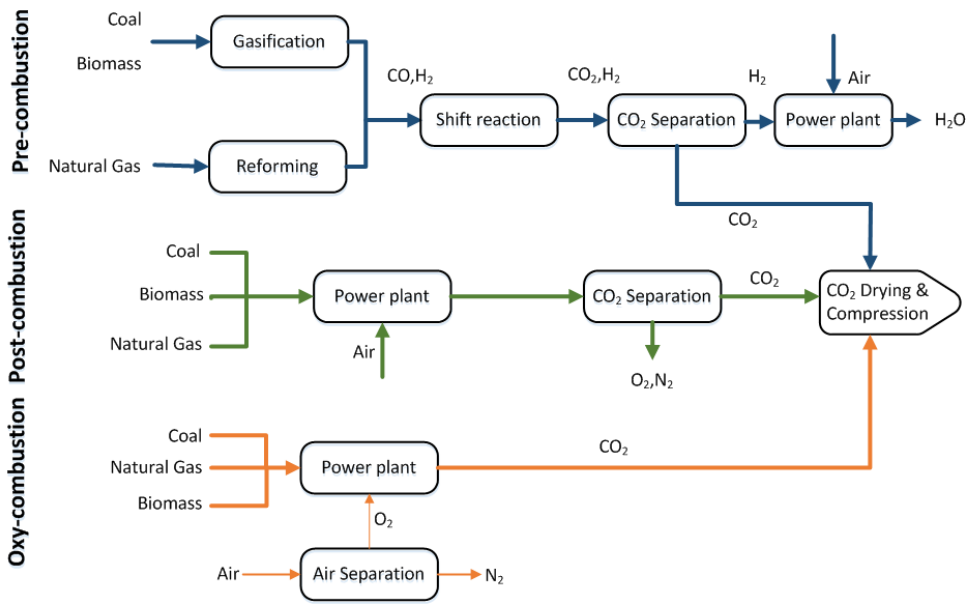 Pre-combustion
Coal
Biomass
Gasification
Natural Gas
Reforming
CO,H₂
Shift reaction
CO₂,H₂
CO₂ Separation
H₂
Air
Power plant
H₂O
CO₂
Post-combustion
Coal
Biomass
Natural Gas
Power plant
Air
CO₂ Separation
O₂,N₂
CO₂
CO₂ Drying &
Compression
Oxy-combustion
Coal
Natural Gas
Biomass
Power plant
CO₂
O₂
Air
Air Separation
N₂